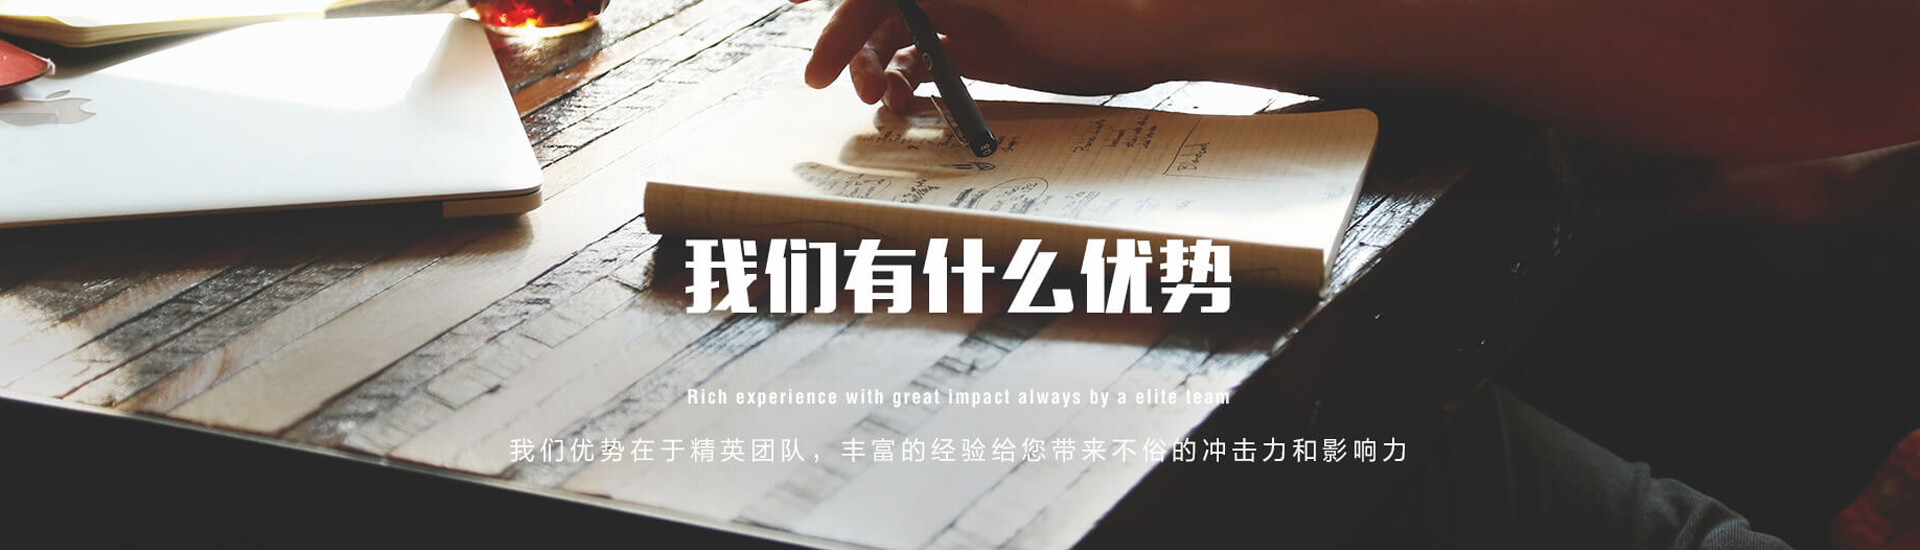 我们有什么优势
Rich experience with great impact always by a elite team
我们优势在于精英团队，丰富的经验给您带来不俗的冲击力和影响力